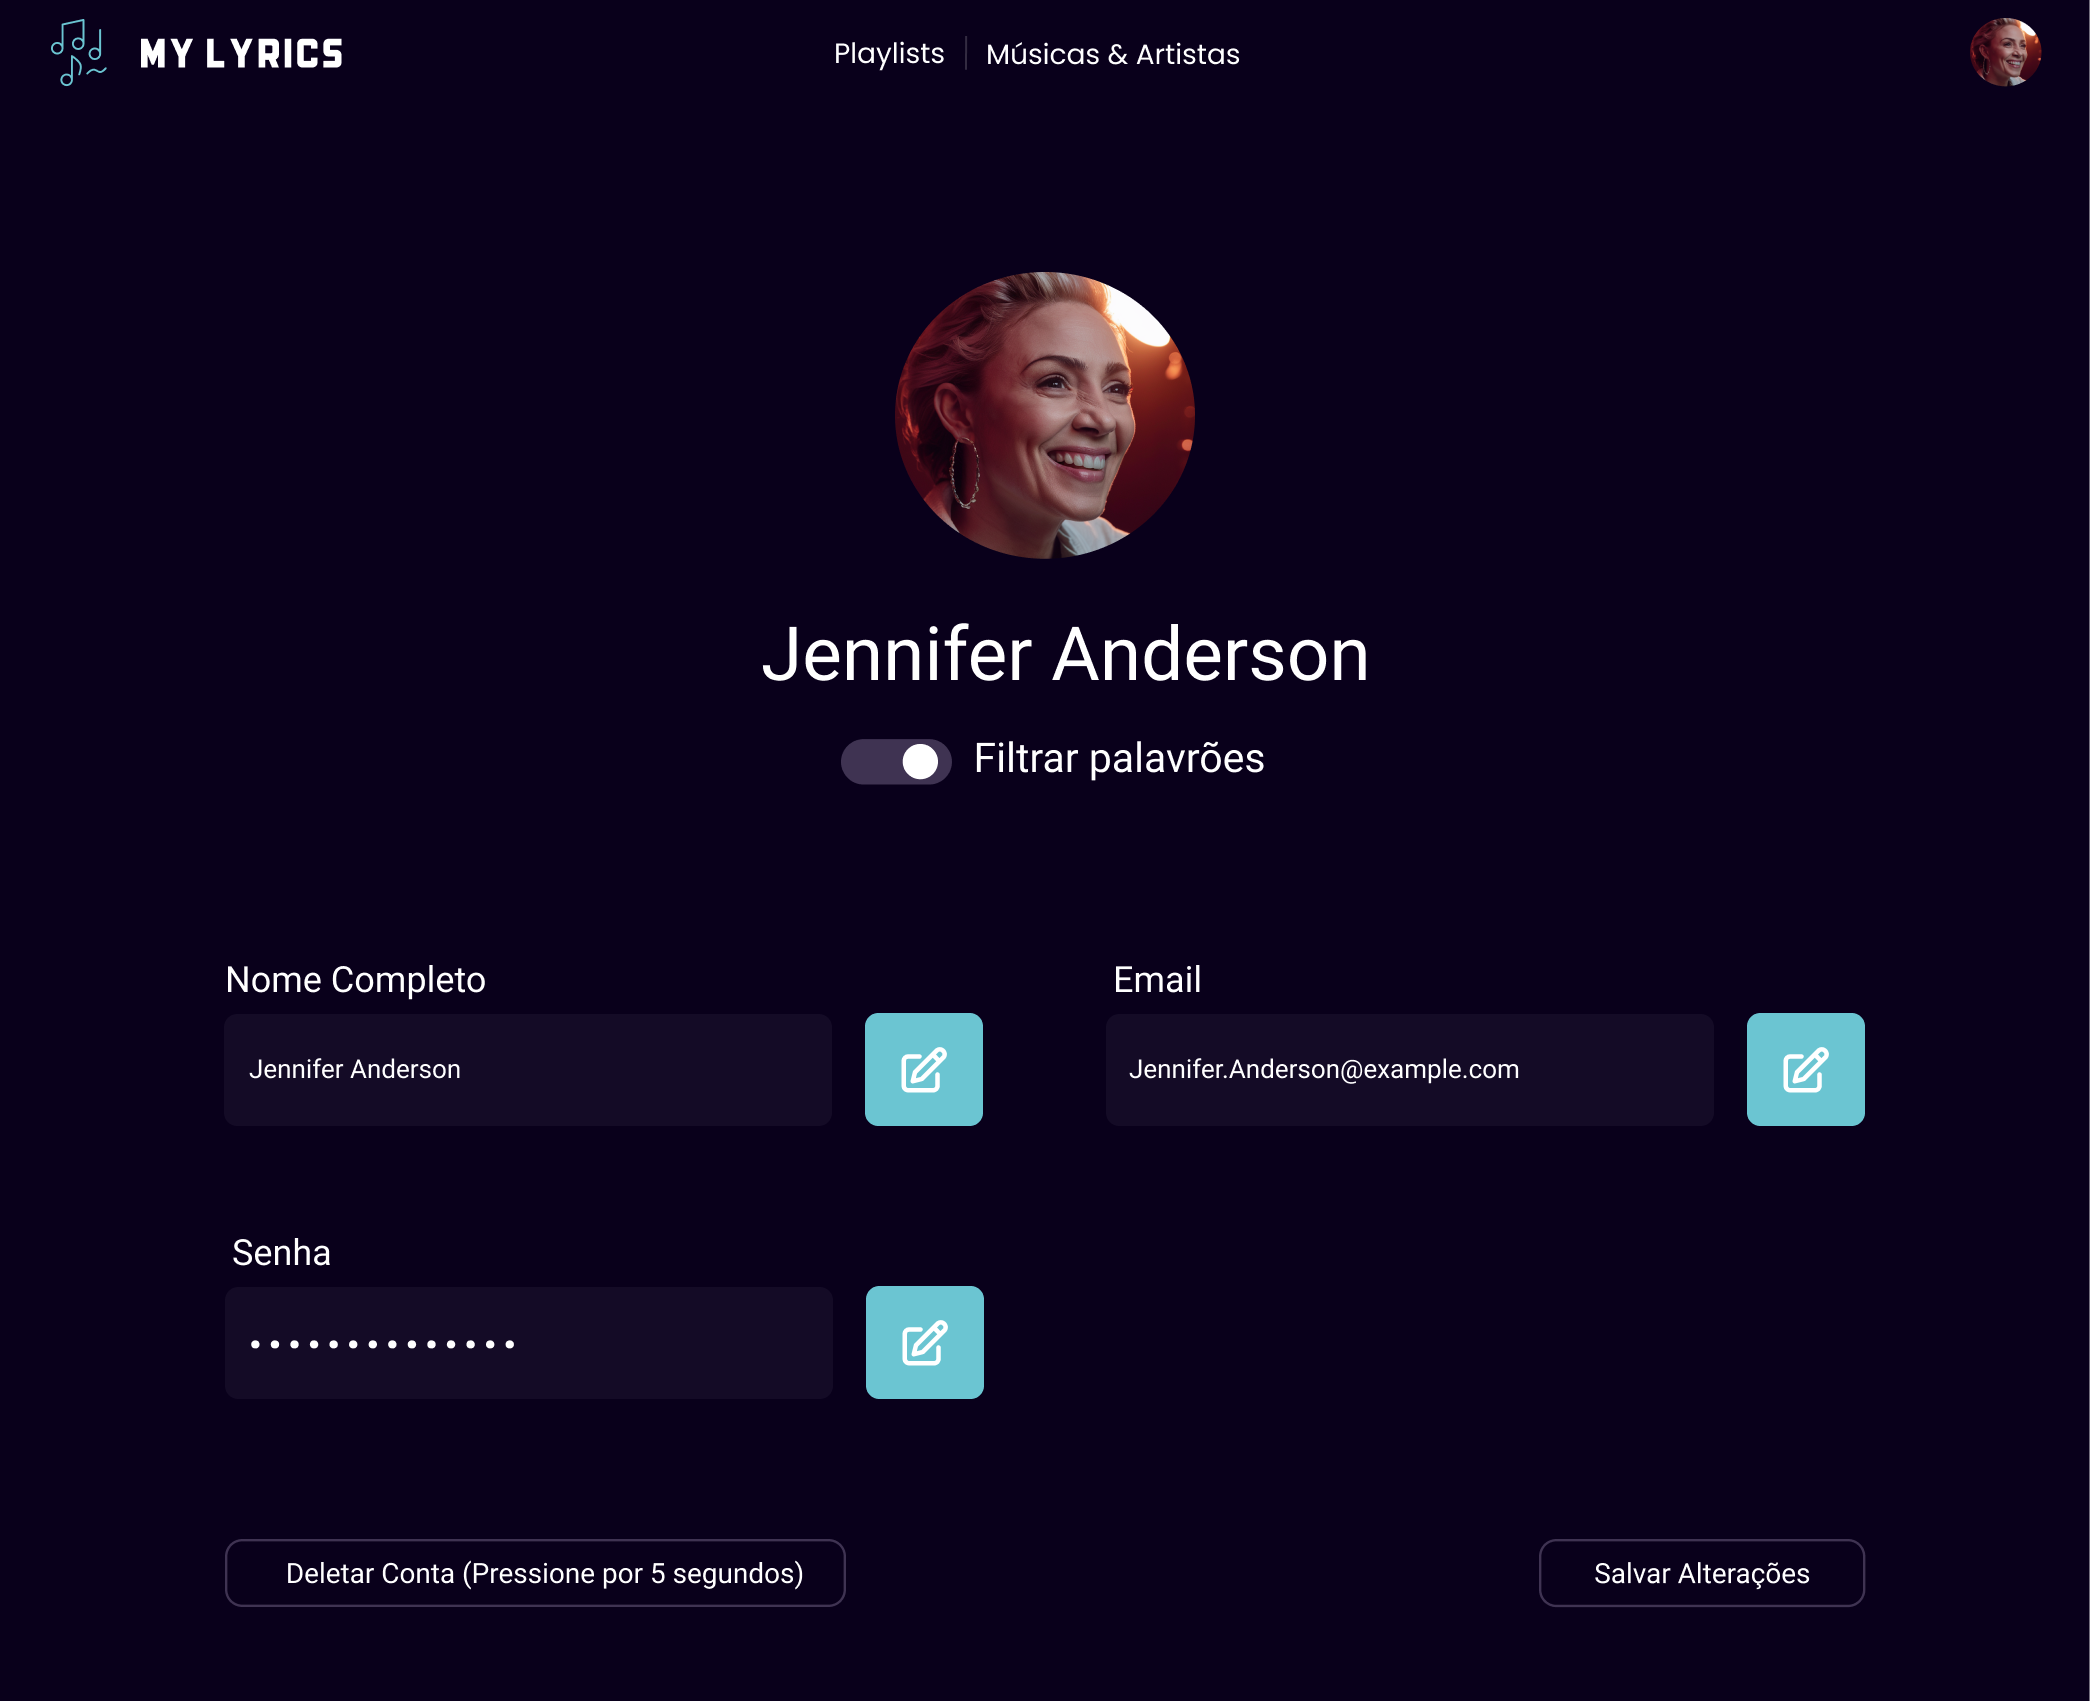 MY LYRICS
Playlists
Músicas & Artistas
Jennifer Anderson
Filtrar palavrões
Nome Completo
Email
Jennifer Anderson
Jennifer.Anderson@example.com
Senha
••••••••••••••
Deletar Conta (Pressione por 5 segundos)
Salvar Alterações